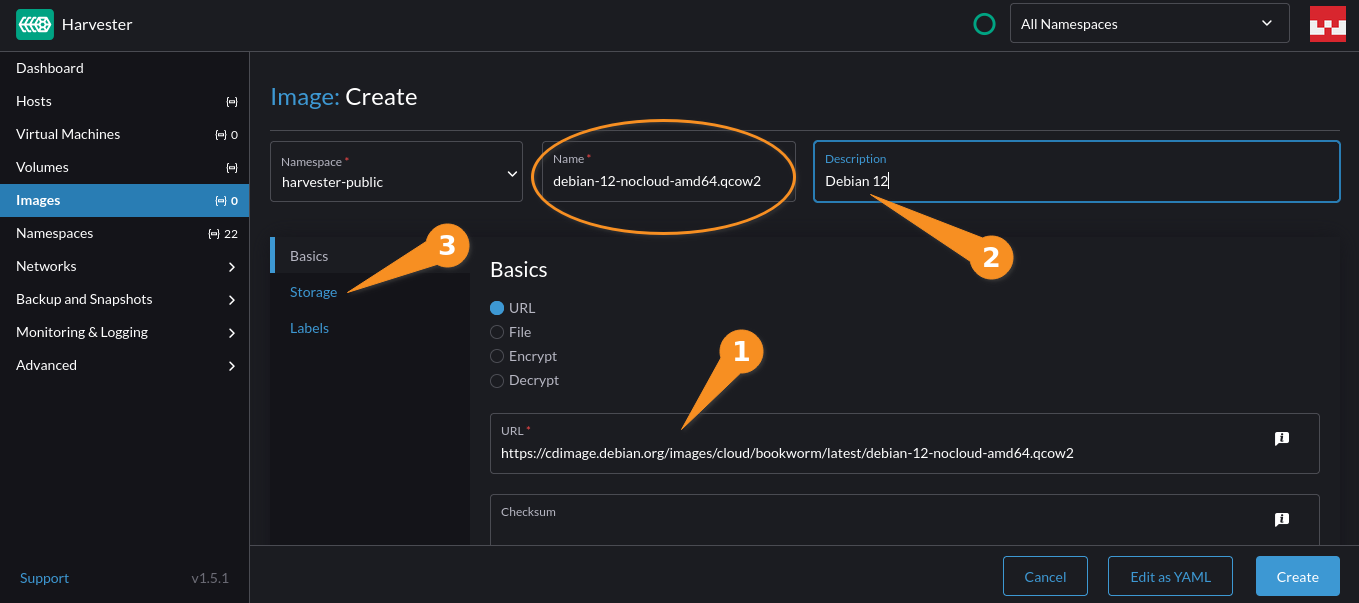 Harvester
All Namespaces
Dashboard
Hosts
Virtual Machines 0
Volumes
Images 0
Namespaces 22
Networks
Backup and Snapshots
Monitoring & Logging
Advanced
Support v1.5.1
Image: Create
Namespace *
harvester-public
Name *
debian-12-nocloud-amd64.qcow2
Description
Debian 12
3
2
Basics
Storage
Labels
Basics
URL
File
Encrypt
Decrypt
1
URL *
https://cdimage.debian.org/images/cloud/bookworm/latest/debian-12-nocloud-amd64.qcow2
Checksum
Cancel Edit as YAML Create